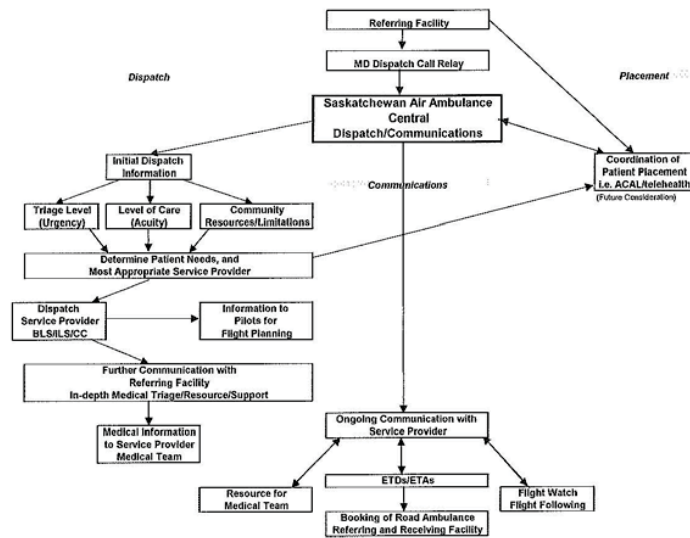 Referring Facility
Dispatch
MD Dispatch Call Relay
Placement
Saskatchewan Air Ambulance
Central
Dispatch/Communications
Initial Dispatch
Information
Communications
Coordination of
Patient Placement
i.e. ACAL/telehealth
(Future Consideration)
Triage Level
(Urgency)
Level of Care
(Acuity)
Community
Resources/Limitations
Determine Patient Needs, and
Most Appropriate Service Provider
Dispatch
Service Provider
BLS/ILS/CC
Information to
Pilots for
Flight Planning
Further Communication with
Referring Facility
In-depth Medical Triage/Resource/Support
Medical Information
to Service Provider
Medical Team
Ongoing Communication with
Service Provider
Resource for
Medical Team
ETDs/ETAs
Flight Watch
Flight Following
Booking of Road Ambulance
Referring and Receiving Facility